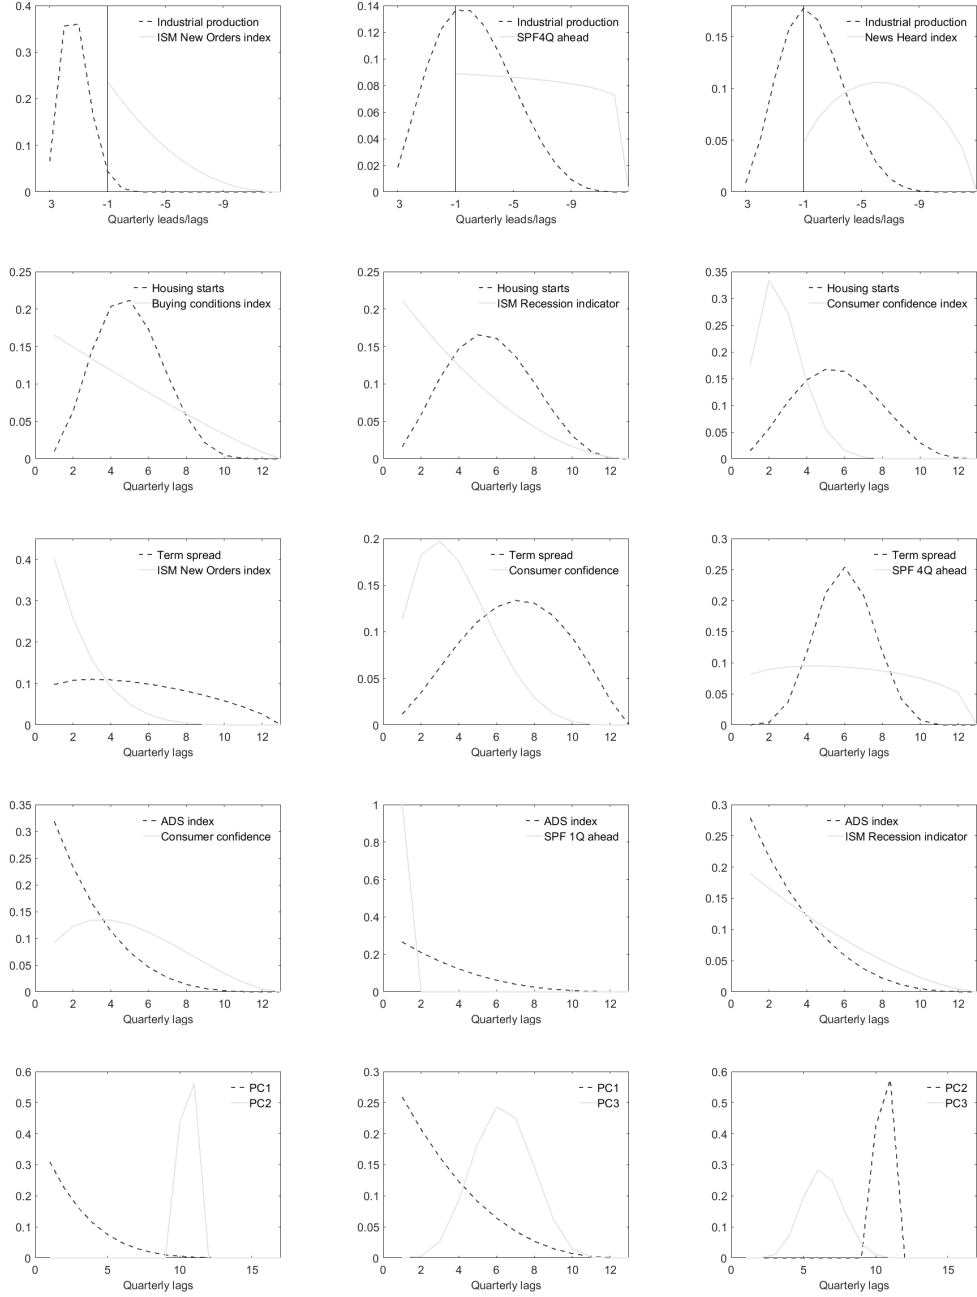 0.4
0.3
0.2
0.1
0
3 -1 -5 -9
Quarterly leads/lags
Industrial production
ISM New Orders index
0.14
0.12
0.1
0.08
0.06
0.04
0.02
0
3 -1 -5 -9
Quarterly leads/lags
Industrial production
SPF4Q ahead
0.15
0.1
0.05
0
3 -1 -5 -9
Quarterly leads/lags
Industrial production
News Heard index
0.25
0.2
0.15
0.1
0.05
0
0 2 4 6 8 10 12
Quarterly lags
Housing starts
Buying conditions index
0.25
0.2
0.15
0.1
0.05
0
0 2 4 6 8 10 12
Quarterly lags
Housing starts
ISM Recession indicator
0.35
0.3
0.25
0.2
0.15
0.1
0.05
0
0 2 4 6 8 10 12
Quarterly lags
Housing starts
Consumer confidence index
0.4
0.3
0.2
0.1
0
0 2 4 6 8 10 12
Quarterly lags
Term spread
ISM New Orders index
0.2
0.15
0.1
0.05
0
0 2 4 6 8 10 12
Quarterly lags
Term spread
Consumer confidence
0.3
0.25
0.2
0.15
0.1
0.05
0
0 2 4 6 8 10 12
Quarterly lags
Term spread
SPF 4Q ahead
0.35
0.3
0.25
0.2
0.15
0.1
0.05
0
0 2 4 6 8 10 12
Quarterly lags
ADS index
Consumer confidence
1
0.8
0.6
0.4
0.2
0
0 2 4 6 8 10 12
Quarterly lags
ADS index
SPF 1Q ahead
0.3
0.25
0.2
0.15
0.1
0.05
0
0 2 4 6 8 10 12
Quarterly lags
ADS index
ISM Recession indicator
0.6
0.5
0.4
0.3
0.2
0.1
0
0 5 10 15
Quarterly lags
PC1
PC2
0.3
0.25
0.2
0.15
0.1
0.05
0
0 2 4 6 8 10 12
Quarterly lags
PC1
PC3
0.6
0.5
0.4
0.3
0.2
0.1
0
5 10 15
Quarterly lags
PC2
PC3